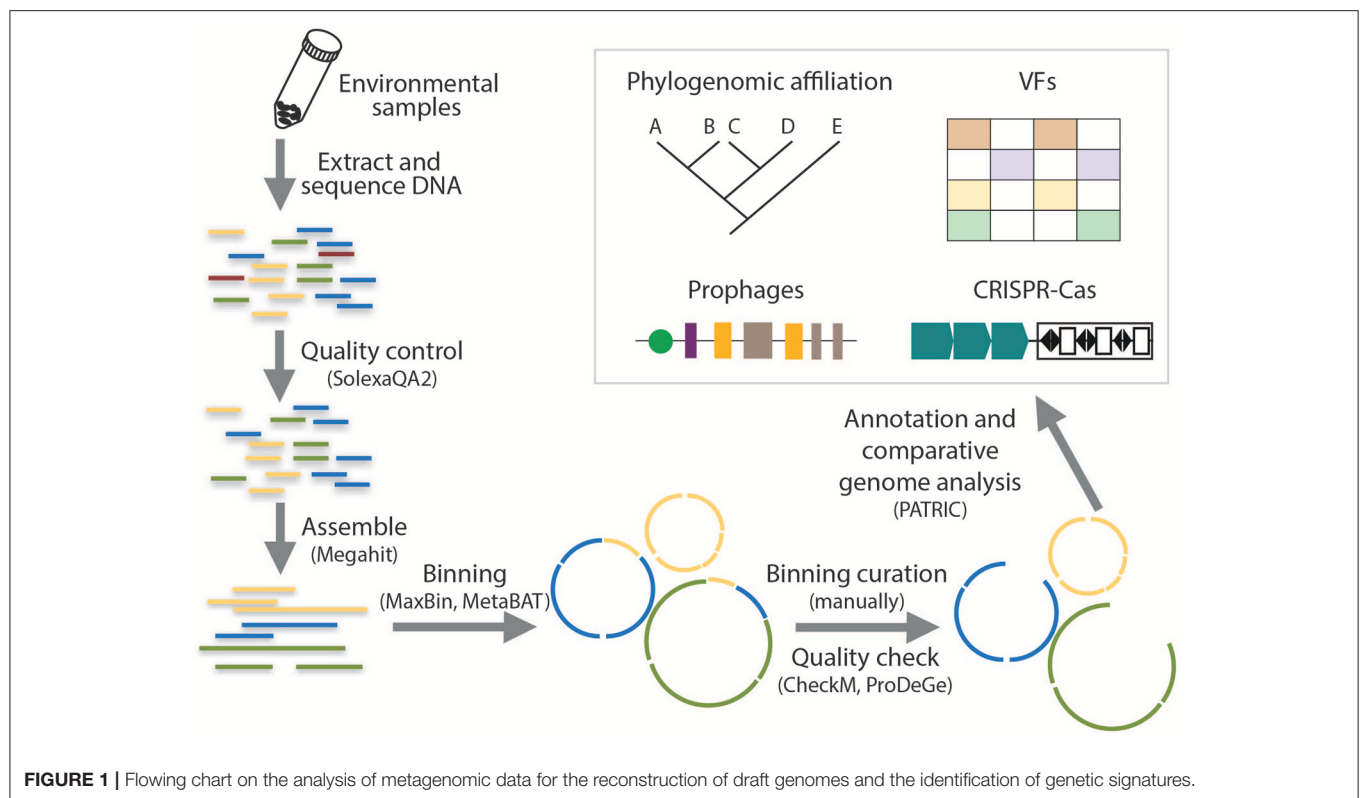 Environmental
samples
Extract and
sequence DNA
Quality control
(SolexaQA2)
Assemble
(Megahit)
Binning
(MaxBin, MetaBAT)
Binning curation
(manually)
Quality check
(CheckM, ProDeGe)
Annotation and
comparative
genome analysis
(PATRIC)
Phylogenomic affiliation
A B C D E
VFs
Prophages
CRISPR-Cas
FIGURE 1 | Flowing chart on the analysis of metagenomic data for the reconstruction of draft genomes and the identification of genetic signatures.